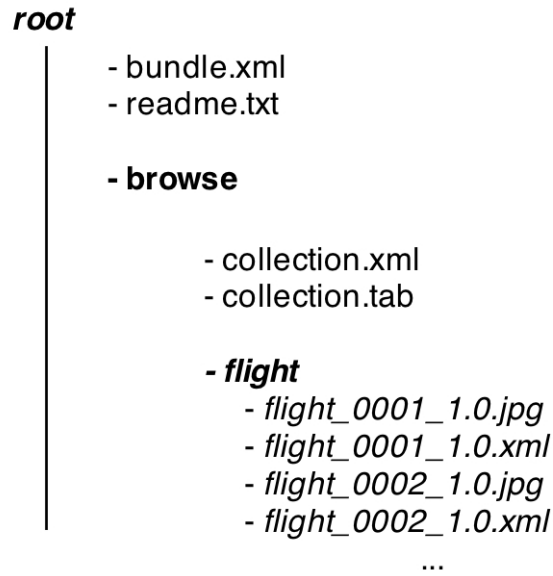 root
- bundle.xml
- readme.txt
- browse
- collection.xml
- collection.tab
- flight
- flight_0001_1.0.jpg
- flight_0001_1.0.xml
- flight_0002_1.0.jpg
- flight_0002_1.0.xml
...